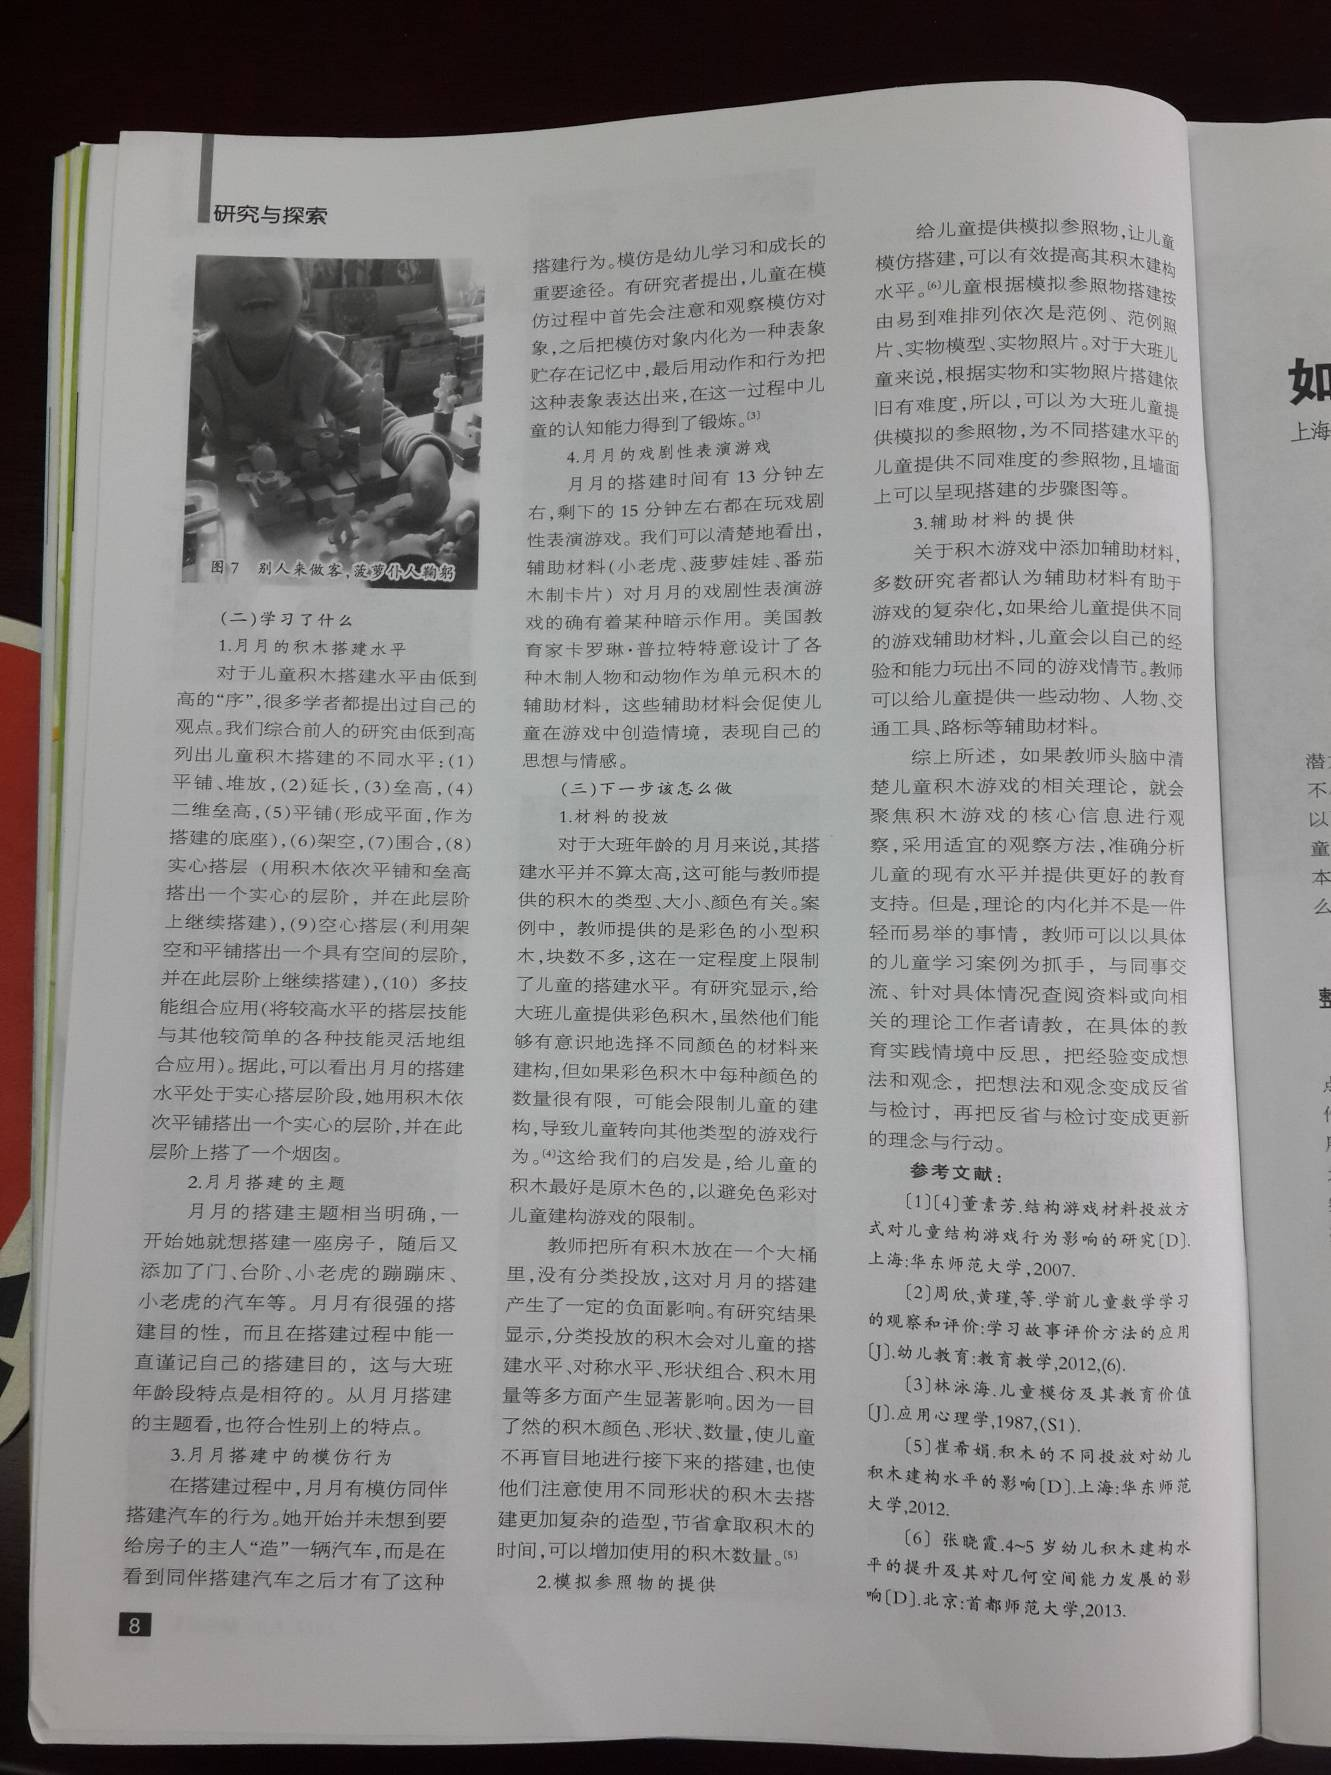 研究与探索
图7 别人来做客,菠萝仆人鞠躬
(二)学习了什么
1.月月的积木搭建水平
对于儿童积木搭建水平由低到
高的“序”,很多学者都提出过自己的
观点。我们综合前人的研究由低到高
列出儿童积木搭建的不同水平:(1)
平铺、堆放,(2)延长,(3)垒高,(4)
二维垒高,(5)平铺(形成平面,作为
搭建的底座),(6)架空,(7)围合,(8)
实心搭层(用积木依次平铺和垒高
搭出一个实心的层阶,并在此层阶
上继续搭建),(9)空心搭层(利用架
空和平铺搭出一个具有空间的层阶,
并在此层阶上继续搭建),(10)多技
能组合应用(将较高水平的搭层技能
与其他较简单的各种技能灵活地组
合应用)。据此,可以看出月月的搭建
水平处于实心搭层阶段,她用积木依
次平铺搭出一个实心的层阶,并在此
层阶上搭了一个烟囱。
2.月月搭建的主题
月月的搭建主题相当明确,一
开始她就想搭建一座房子,随后又
添加了门、台阶、小老虎的蹦蹦床、
小老虎的汽车等。月月有很强的搭
建目的性,而且在搭建过程中能一
直谨记自己的搭建目的,这与大班
年龄段特点是相符的。从月月搭建
的主题看,也符合性别上的特点。
3.月月搭建中的模仿行为
在搭建过程中,月月有模仿同伴
搭建汽车的行为。她开始并未想到要
给房子的主人“造”一辆汽车,而是在
看到同伴搭建汽车之后才有了这种
8
搭建行为。模仿是幼儿学习和成长的
重要途径。有研究者提出,儿童在模
仿过程中首先会注意和观察模仿对
象,之后把模仿对象内化为一种表象
贮存在记忆中,最后用动作和行为把
这种表象表达出来,在这一过程中儿
童的认知能力得到了锻炼。〔3〕
4.月月的戏剧性表演游戏
月月的搭建时间有13分钟左
右,剩下的15分钟左右都在玩戏剧
性表演游戏。我们可以清楚地看出,
辅助材料(小老虎、菠萝娃娃、番茄
木制卡片)对月月的戏剧性表演游
戏的确有着某种暗示作用。美国教
育家卡罗琳·普拉特特意设计了各
种木制人物和动物作为单元积木的
辅助材料,这些辅助材料会促使儿
童在游戏中创造情境,表现自己的
思想与情感。
(三)下一步该怎么做
1.材料的投放
对于大班年龄的月月来说,其搭
建水平并不算太高,这可能与教师提
供的积木的类型、大小、颜色有关。案
例中,教师提供的是彩色的小型积
木,块数不多,这在一定程度上限制
了儿童的搭建水平。有研究显示,给
大班儿童提供彩色积木,虽然他们能
够有意识地选择不同颜色的材料来
建构,但如果彩色积木中每种颜色的
数量很有限,可能会限制儿童的建
构,导致儿童转向其他类型的游戏行
为。〔4〕这给我们的启发是,给儿童的
积木最好是原木色的,以避免色彩对
儿童建构游戏的限制。
教师把所有积木放在一个大桶
里,没有分类投放,这对月月的搭建
产生了一定的负面影响。有研究结果
显示,分类投放的积木会对儿童的搭
建水平、对称水平、形状组合、积木用
量等多方面产生显著影响。因为一目
了然的积木颜色、形状、数量,使儿童
不再盲目地进行接下来的搭建,也使
他们注意使用不同形状的积木去搭
建更加复杂的造型,节省拿取积木的
时间,可以增加使用的积木数量。〔5〕
2.模拟参照物的提供
给儿童提供模拟参照物,让儿童
模仿搭建,可以有效提高其积木建构
水平。〔6〕儿童根据模拟参照物搭建按
由易到难排列依次是范例、范例照
片、实物模型、实物照片。对于大班儿
童来说,根据实物和实物照片搭建依
旧有难度,所以,可以为大班儿童提
供模拟的参照物,为不同搭建水平的
儿童提供不同难度的参照物,且墙面
上可以呈现搭建的步骤图等。
3.辅助材料的提供
关于积木游戏中添加辅助材料,
多数研究者都认为辅助材料有助于
游戏的复杂化,如果给儿童提供不同
的游戏辅助材料,儿童会以自己的经
验和能力玩出不同的游戏情节。教师
可以给儿童提供一些动物、人物、交
通工具、路标等辅助材料。
综上所述,如果教师头脑中清
楚儿童积木游戏的相关理论,就会
聚焦积木游戏的核心信息进行观
察,采用适宜的观察方法,准确分析
儿童的现有水平并提供更好的教育
支持。但是,理论的内化并不是一件
轻而易举的事情,教师可以以具体
的儿童学习案例为抓手,与同事交
流、针对具体情况查阅资料或向相
关的理论工作者请教,在具体的教
育实践情境中反思,把经验变成想
法和观念,把想法和观念变成反省
与检讨,再把反省与检讨变成更新
的理念与行动。
参考文献:
〔1〕〔4〕董素芳.结构游戏材料投放方
式对儿童结构游戏行为影响的研究〔D〕.
上海:华东师范大学,2007.
〔2〕周欣,黄瑾,等.学前儿童数学学习
的观察和评价:学习故事评价方法的应用
〔J〕.幼儿教育:教育教学,2012,(6).
〔3〕林泳海.儿童模仿及其教育价值
〔J〕.应用心理学,1987,(S1).
〔5〕崔希娟.积木的不同投放对幼儿
积木建构水平的影响〔D〕.上海:华东师范
大学,2012.
〔6〕张晓霞.4~5岁幼儿积木建构水
平的提升及其对几何空间能力发展的影
响〔D〕.北京:首都师范大学,2013.
如
上海
不
以
童
本
么
整